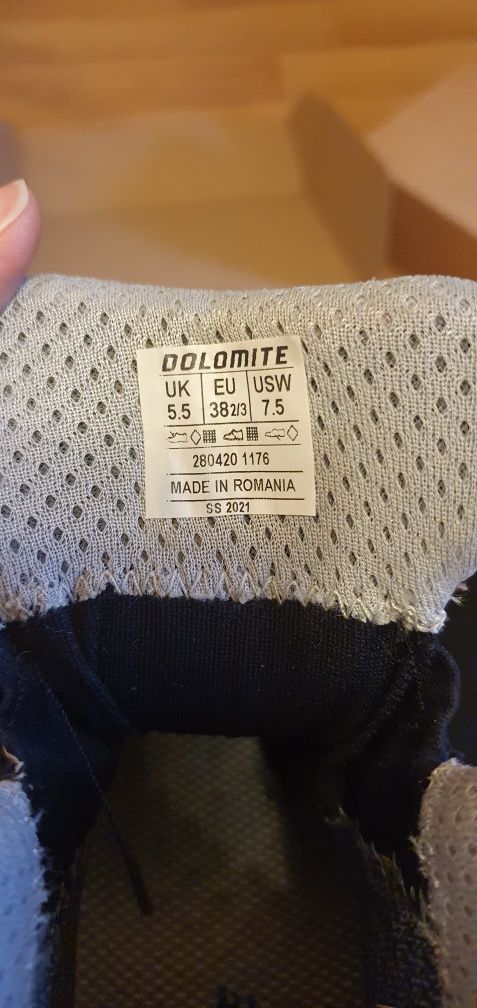 DOLOMITE
UK EU USW
5.5 38 2/3 7.5
280420 1176
MADE IN ROMANIA
SS 2021